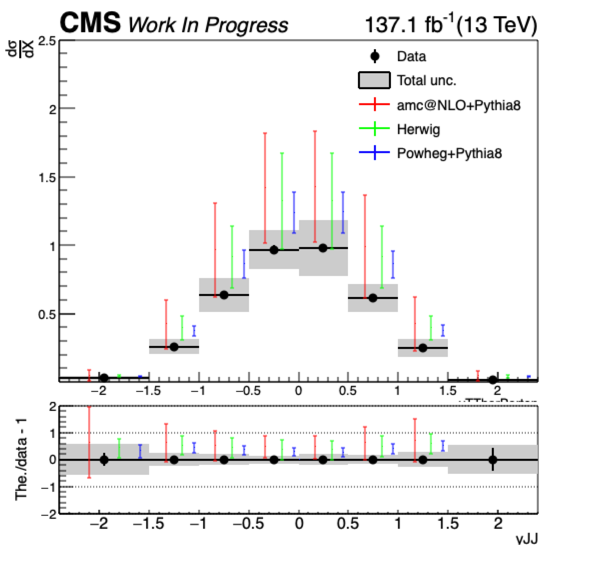 CMS Work In Progress 137.1 fb-1(13 TeV)
dσ
dX
Data
Total unc.
amc@NLO+Pythia8
Herwig
Powheg+Pythia8
2.5
2
1.5
1
0.5
−2 −1.5 −1 −0.5 0 0.5 1 1.5 2
The./data - 1
2
1
0
−1
−2
−2 −1.5 −1 −0.5 0 0.5 1 1.5 2
yJJ